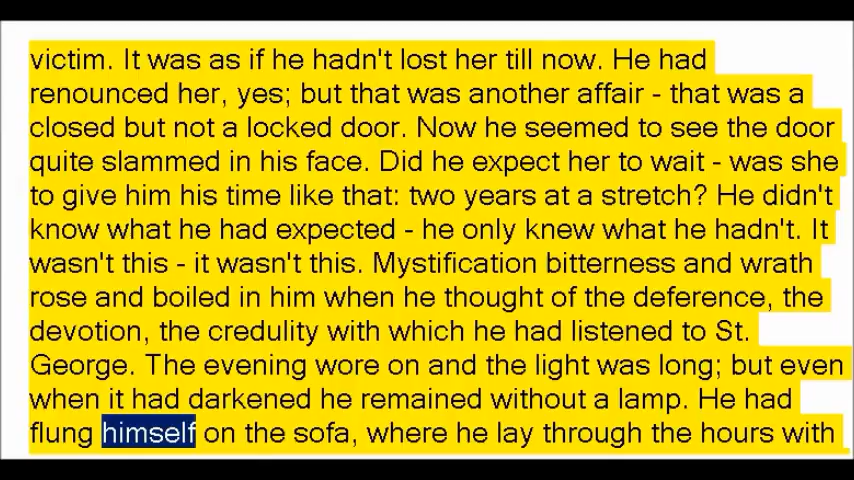 victim. It was as if he hadn't lost her till now. He had
renounced her, yes; but that was another affair - that was a
closed but not a locked door. Now he seemed to see the door
quite slammed in his face. Did he expect her to wait - was she
to give him his time like that: two years at a stretch? He didn't
know what he had expected - he only knew what he hadn't. It
wasn't this - it wasn't this. Mystification bitterness and wrath
rose and boiled in him when he thought of the deference, the
devotion, the credulity with which he had listened to St.
George. The evening wore on and the light was long; but even
when it had darkened he remained without a lamp. He had
flung himself on the sofa, where he lay through the hours with